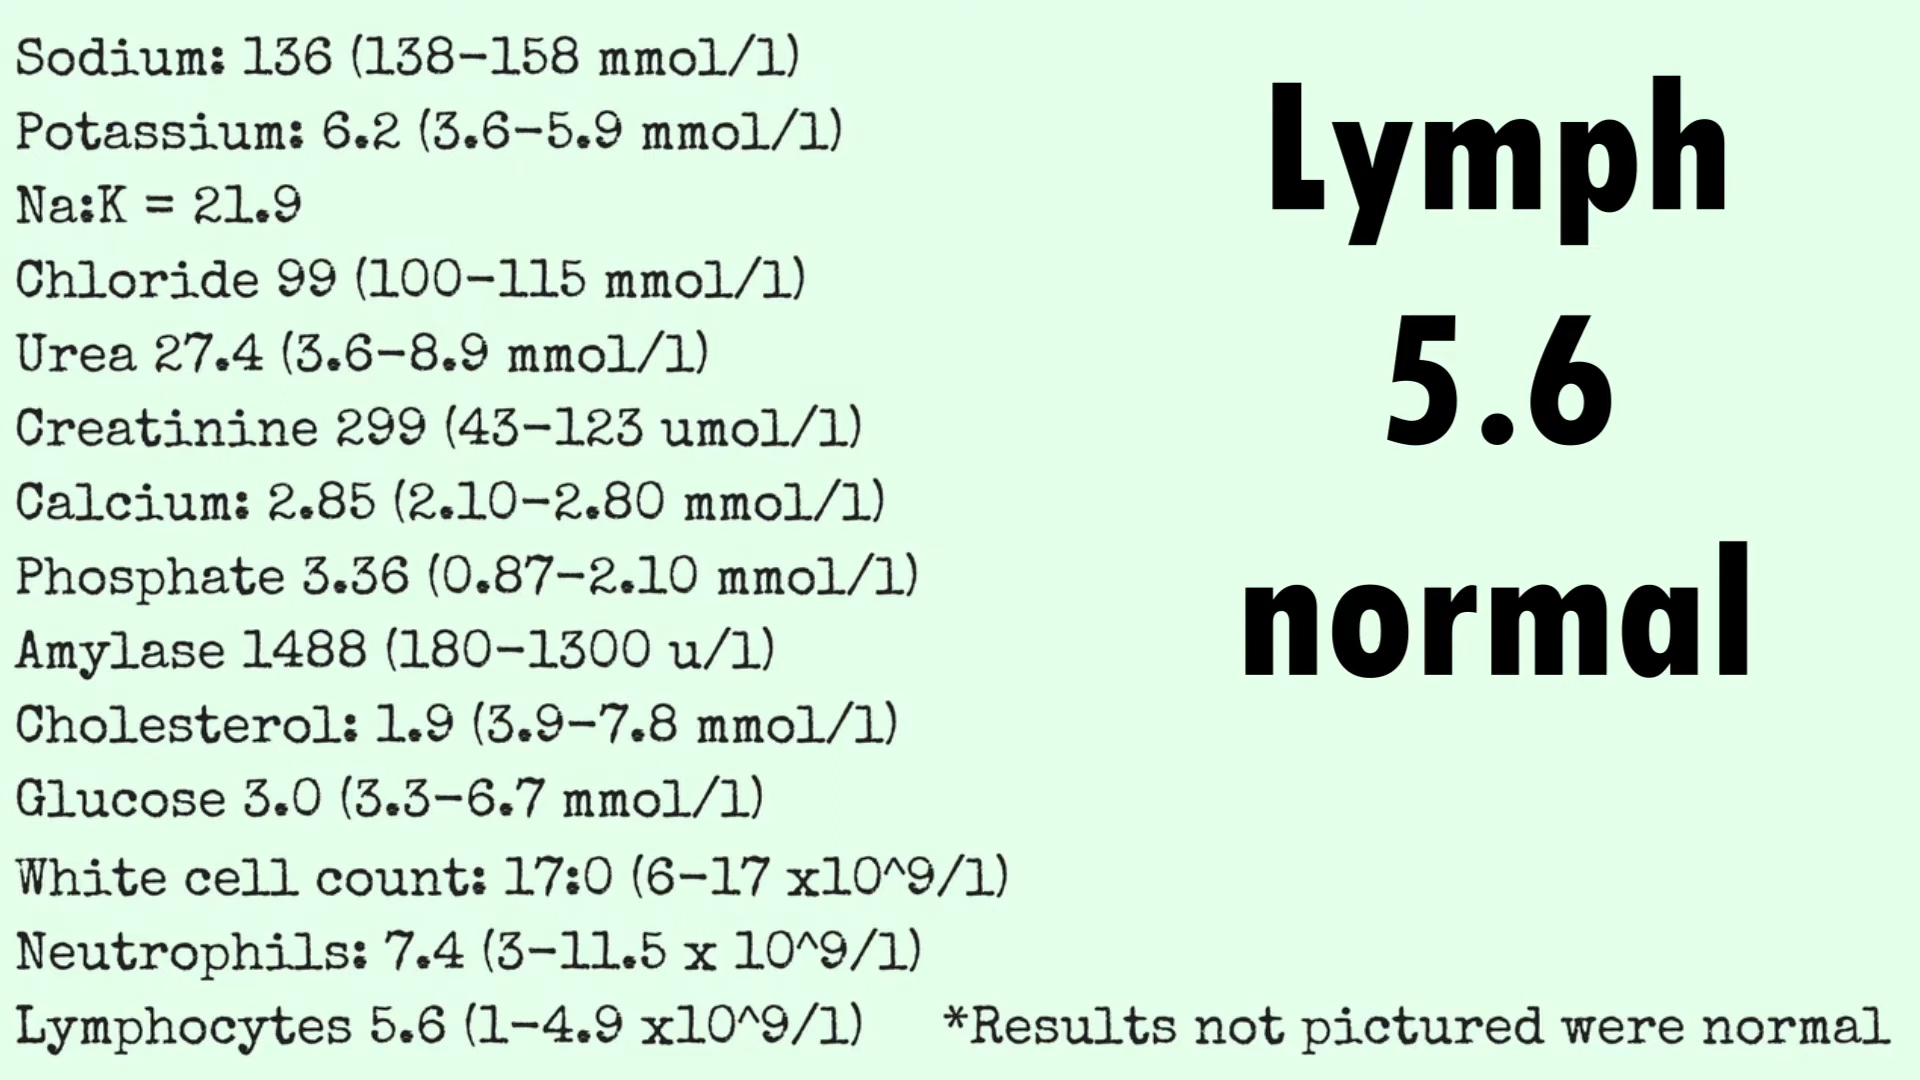 Sodium: 136 (138-158 mmol/l)
Potassium: 6.2 (3.6-5.9 mmol/l)
Na:K = 21.9
Chloride 99 (100-115 mmol/l)
Urea 27.4 (3.6-8.9 mmol/l)
Creatinine 299 (43-123 umol/l)
Calcium: 2.85 (2.10-2.80 mmol/l)
Phosphate 3.36 (0.87-2.10 mmol/l)
Amylase 1488 (180-1300 u/l)
Cholesterol: 1.9 (3.9-7.8 mmol/l)
Glucose 3.0 (3.3-6.7 mmol/l)
White cell count: 17:0 (6-17 x10^9/l)
Neutrophils: 7.4 (3-11.5 x 10^9/l)
Lymphocytes 5.6 (1-4.9 x10^9/l)
*Results not pictured were normal
Lymph
5.6
normal